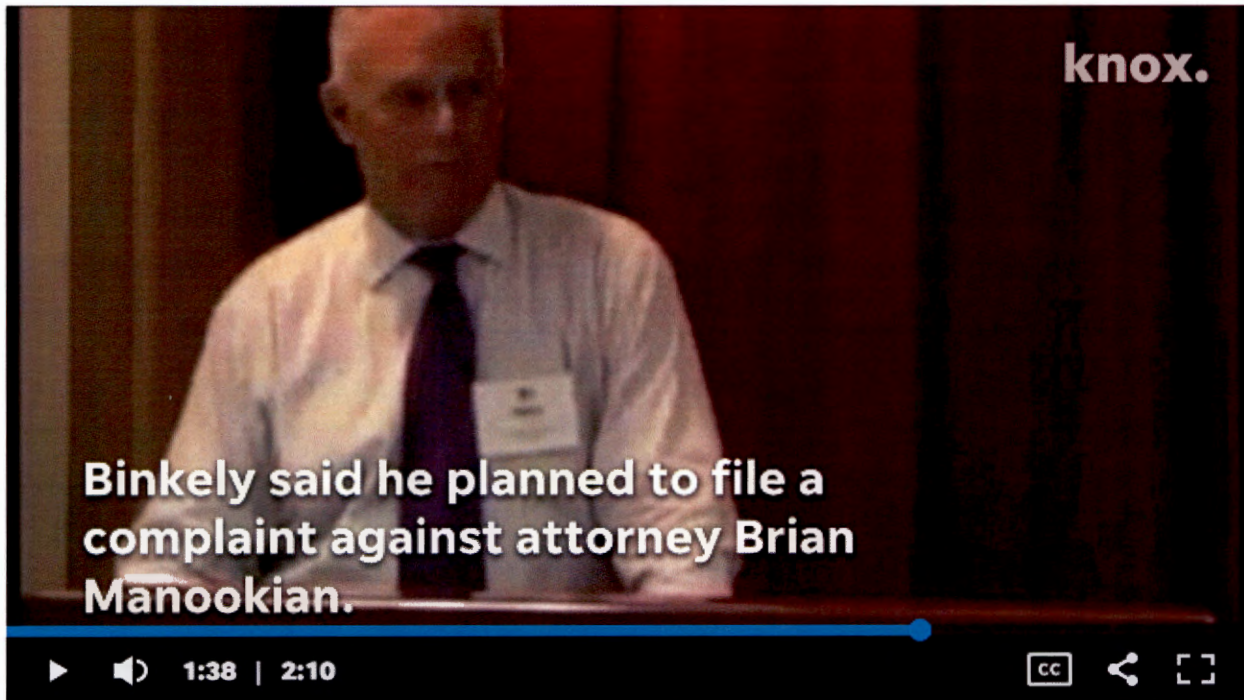 knox.
Binkely said he planned to file a
complaint against attorney Brian
Manookian.
1:38 | 2:10
CC